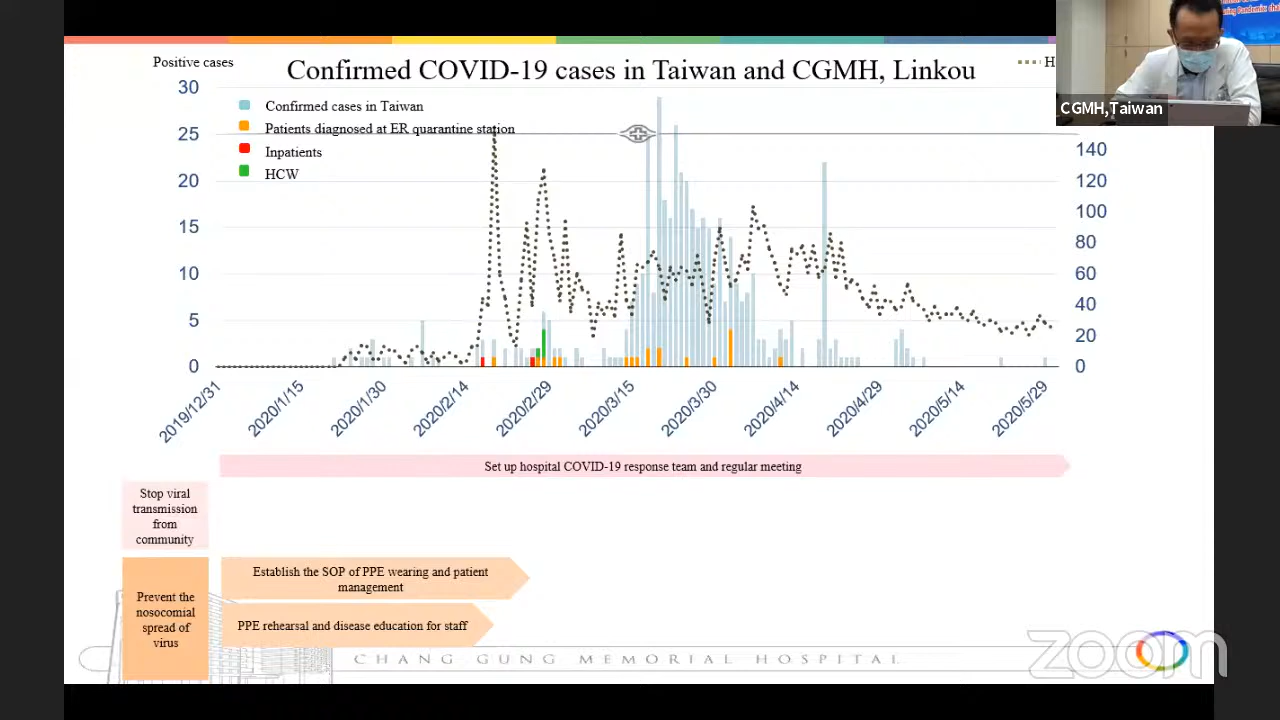 Positive cases
Confirmed COVID-19 cases in Taiwan and CGMH, Linkou
H
CGMH,Taiwan
30
25
20
15
10
5
0
Confirmed cases in Taiwan
Patients diagnosed at ER quarantine station
Inpatients
HCW
140
120
100
80
60
40
20
0
2019/12/31
2020/1/15
2020/1/30
2020/2/14
2020/2/29
2020/3/15
2020/3/30
2020/4/14
2020/4/29
2020/5/14
2020/5/29
Set up hospital COVID-19 response team and regular meeting
Stop viral
transmission
from
community
Prevent the
nosocomial
spread of
virus
Establish the SOP of PPE wearing and patient
management
PPE rehearsal and disease education for staff
CHANG GUNG MEMORIAL HOSPITAL
zoom